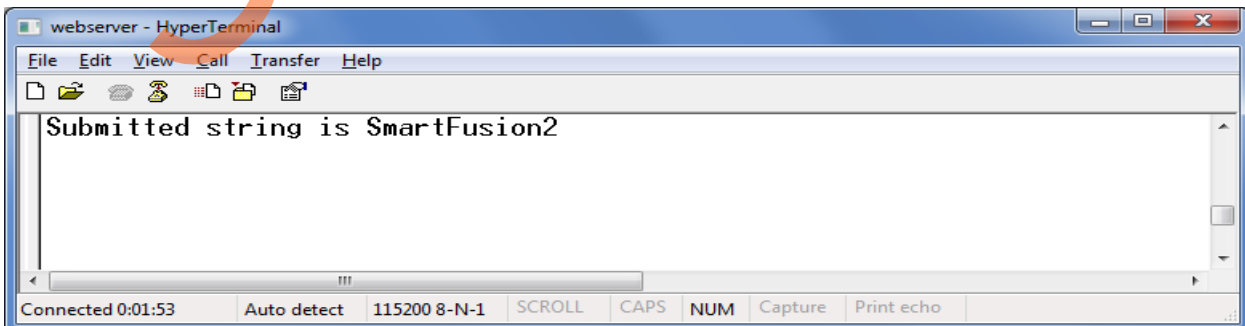 webserver - HyperTerminal
File Edit View Call Transfer Help
Submitted string is SmartFusion2
Connected 0:01:53 Auto detect 115200 8-N-1 SCROLL CAPS NUM Capture Print echo